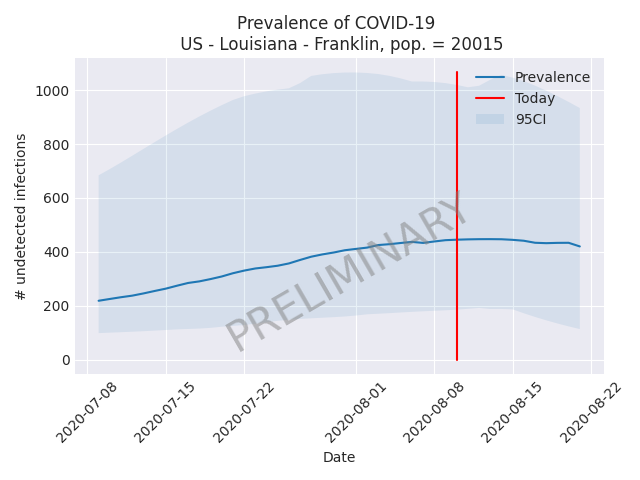 Prevalence of COVID-19
US - Louisiana - Franklin, pop. = 20015
Prevalence
Today
95CI
# undetected infections
1000
800
600
400
200
0
PRELIMINARY
2020-07-08
2020-07-15
2020-07-22
2020-08-01
2020-08-08
2020-08-15
2020-08-22
Date